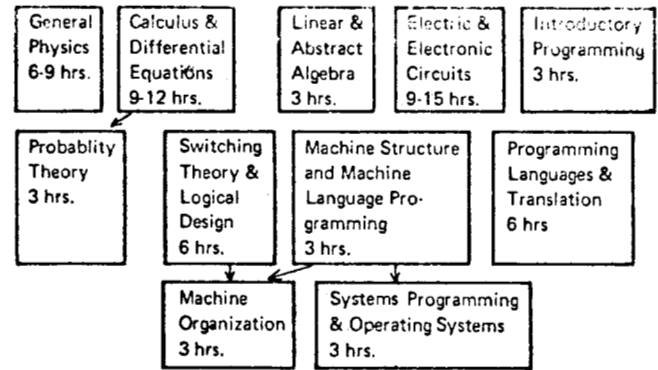 General
Physics
6-9 hrs.
Calculus &
Differential
Equations
9-12 hrs.
Linear &
Abstract
Algebra
3 hrs.
Electric &
Electronic
Circuits
9-15 hrs.
Introductory
Programming
3 hrs.
Probablity
Theory
3 hrs.
Switching
Theory &
Logical
Design
6 hrs.
Machine Structure
and Machine
Language Pro-
gramming
3 hrs.
Programming
Languages &
Translation
6 hrs
Machine
Organization
3 hrs.
Systems Programming
& Operating Systems
3 hrs.